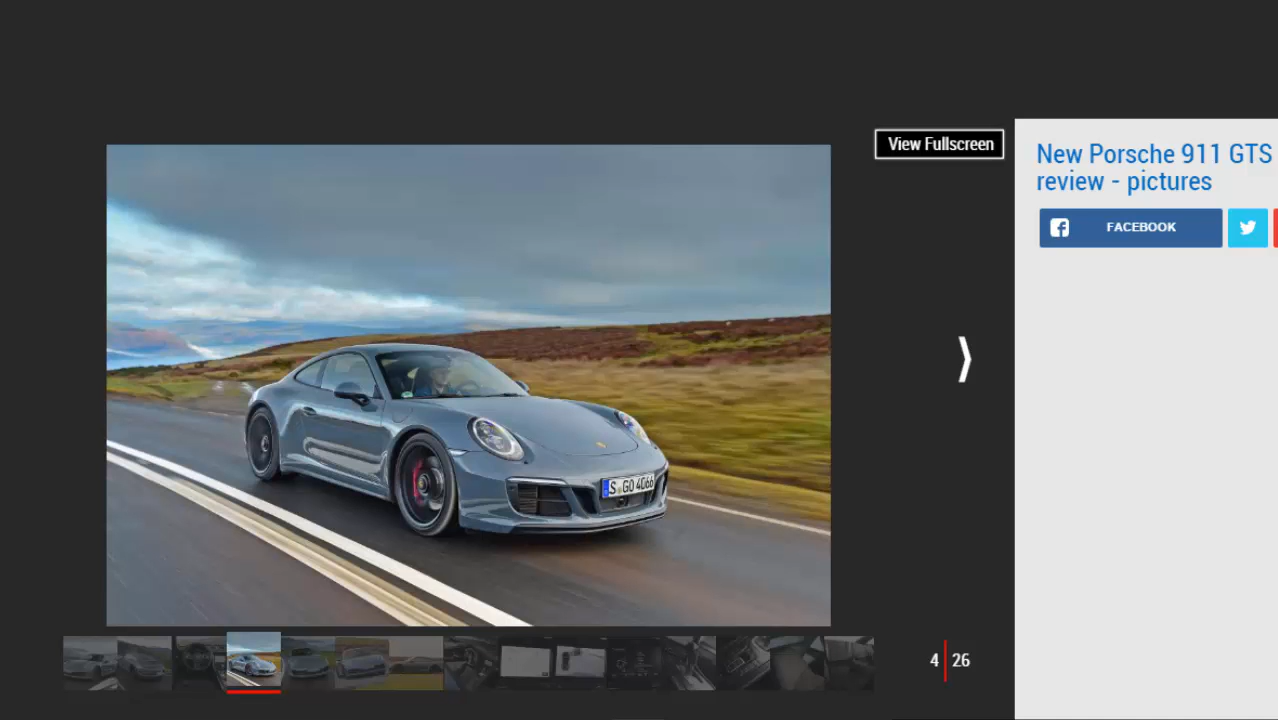 View Fullscreen
New Porsche 911 GTS
review - pictures
FACEBOOK
S GO 4066
4 26